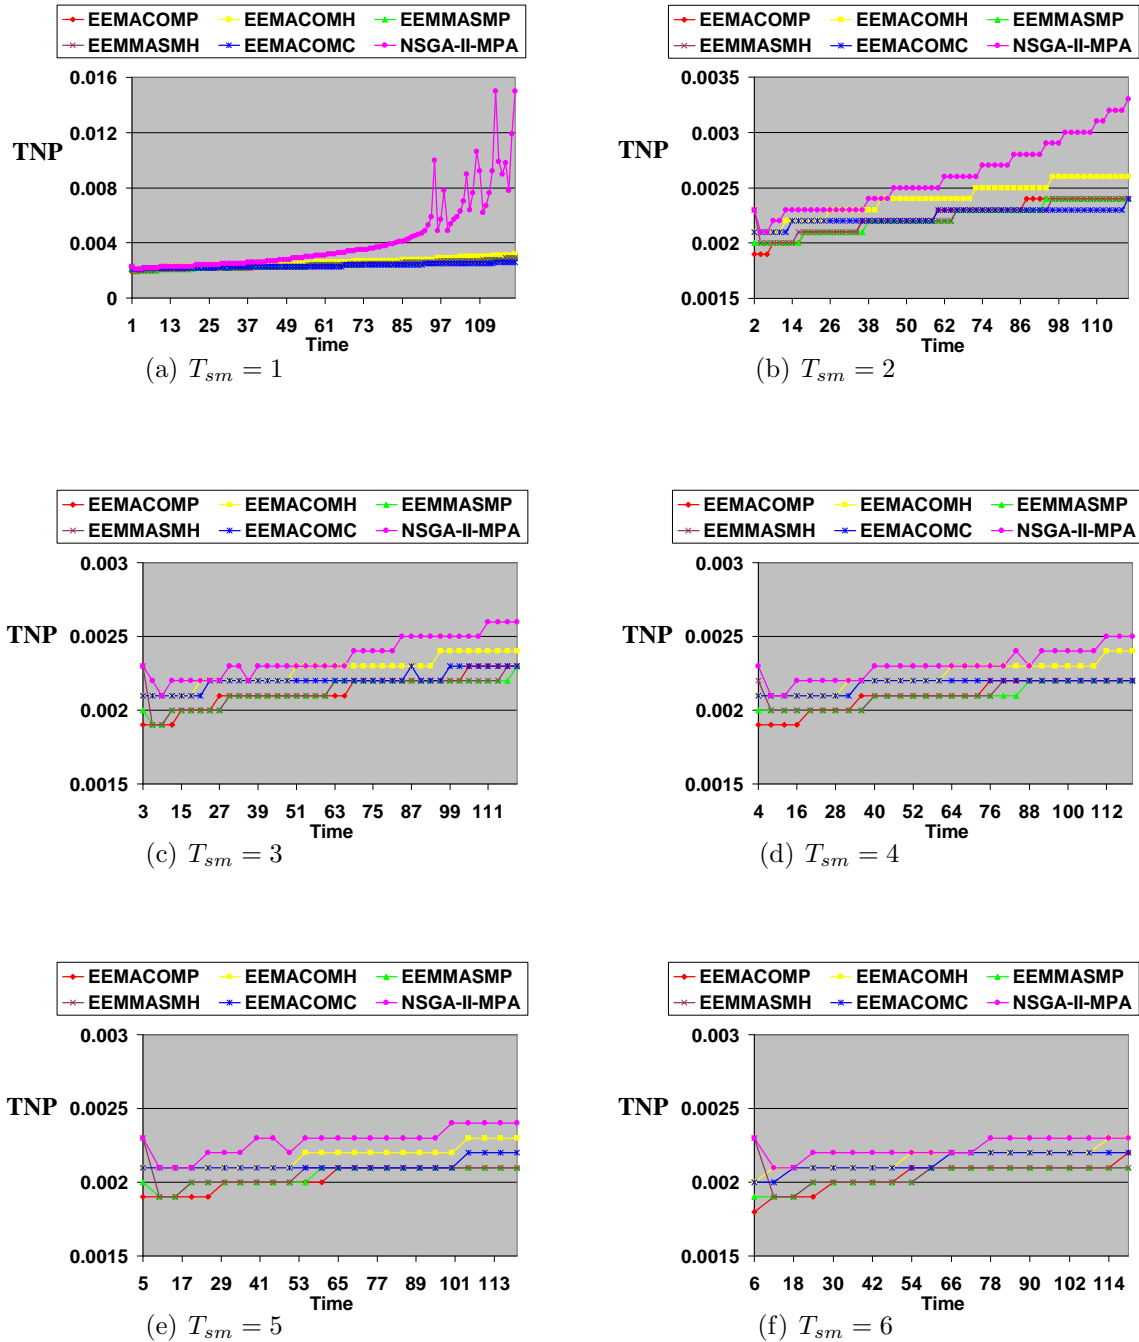 EEMACOMP EEMACOMH EEMMASMP
EEMMASMH EEMACOMC NSGA-II-MPA
0.016
0.012
TNP
0.008
0.004
0
1 13 25 37 49 61 73 85 97 109
Time
(a) T_sm = 1
EEMACOMP EEMACOMH EEMMASMP
EEMMASMH EEMACOMC NSGA-II-MPA
0.0035
0.003
TNP
0.0025
0.002
0.0015
2 14 26 38 50 62 74 86 98 110
Time
(b) T_sm = 2
EEMACOMP EEMACOMH EEMMASMP
EEMMASMH EEMACOMC NSGA-II-MPA
0.003
0.0025
TNP
0.002
0.0015
3 15 27 39 51 63 75 87 99 111
Time
(c) T_sm = 3
EEMACOMP EEMACOMH EEMMASMP
EEMMASMH EEMACOMC NSGA-II-MPA
0.003
0.0025
TNP
0.002
0.0015
4 16 28 40 52 64 76 88 100 112
Time
(d) T_sm = 4
EEMACOMP EEMACOMH EEMMASMP
EEMMASMH EEMACOMC NSGA-II-MPA
0.003
0.0025
TNP
0.002
0.0015
5 17 29 41 53 65 77 89 101 113
Time
(e) T_sm = 5
EEMACOMP EEMACOMH EEMMASMP
EEMMASMH EEMACOMC NSGA-II-MPA
0.003
0.0025
TNP
0.002
0.0015
6 18 30 42 54 66 78 90 102 114
Time
(f) T_sm = 6